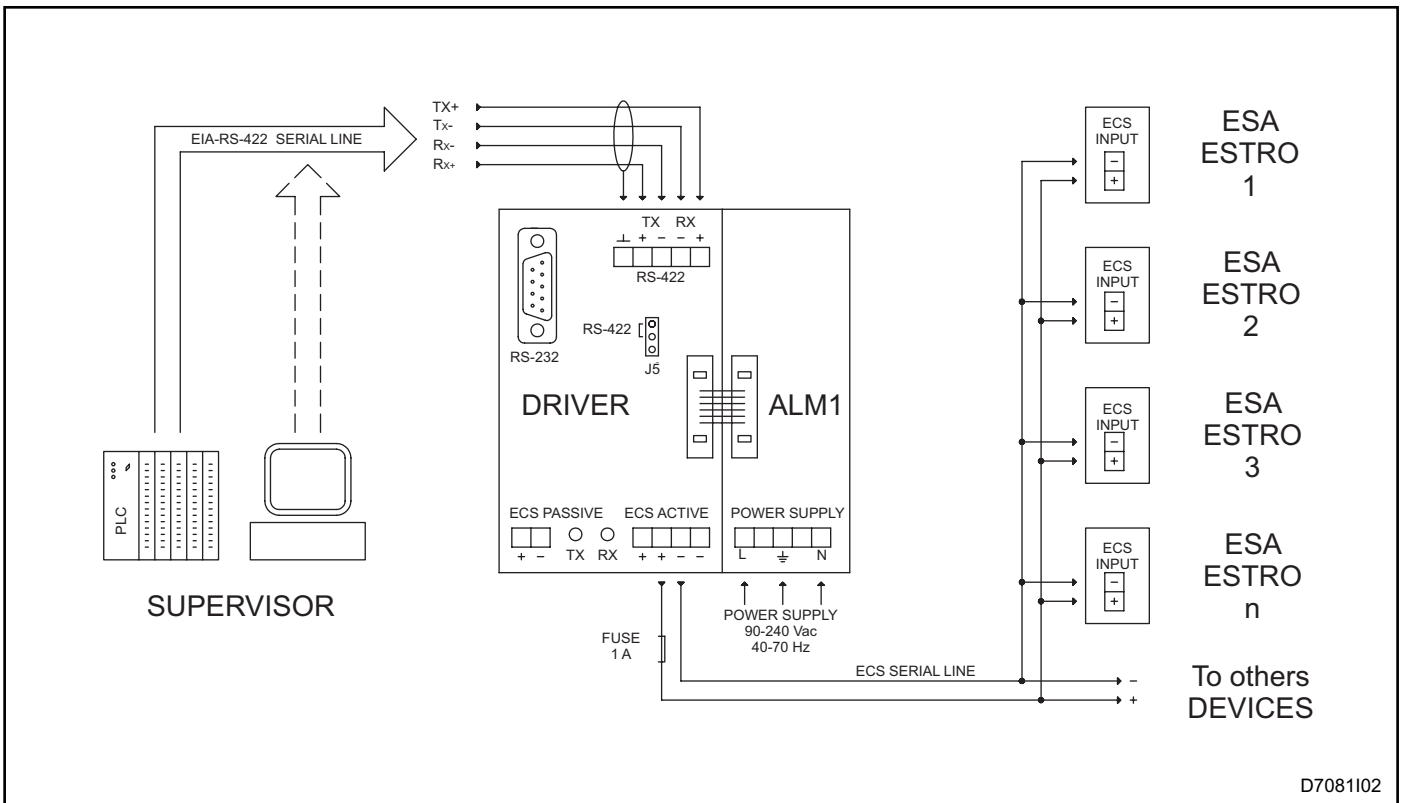 TX+
Tx-
Rx-
Rx+
EIA-RS-422 SERIAL LINE
TX RX
⊥ + − − +
RS-422
RS-232
RS-422
J5
DRIVER
ALM1
ECS PASSIVE
+ −
TX RX
ECS ACTIVE
+ + − −
POWER SUPPLY
L ⏚ N
POWER SUPPLY
90-240 Vac
40-70 Hz
FUSE
1 A
ECS SERIAL LINE
PLC
SUPERVISOR
ECS
INPUT
−
+
ESA
ESTRO
1
ECS
INPUT
−
+
ESA
ESTRO
2
ECS
INPUT
−
+
ESA
ESTRO
3
ECS
INPUT
−
+
ESA
ESTRO
n
−
+
To others
DEVICES
D7081I02